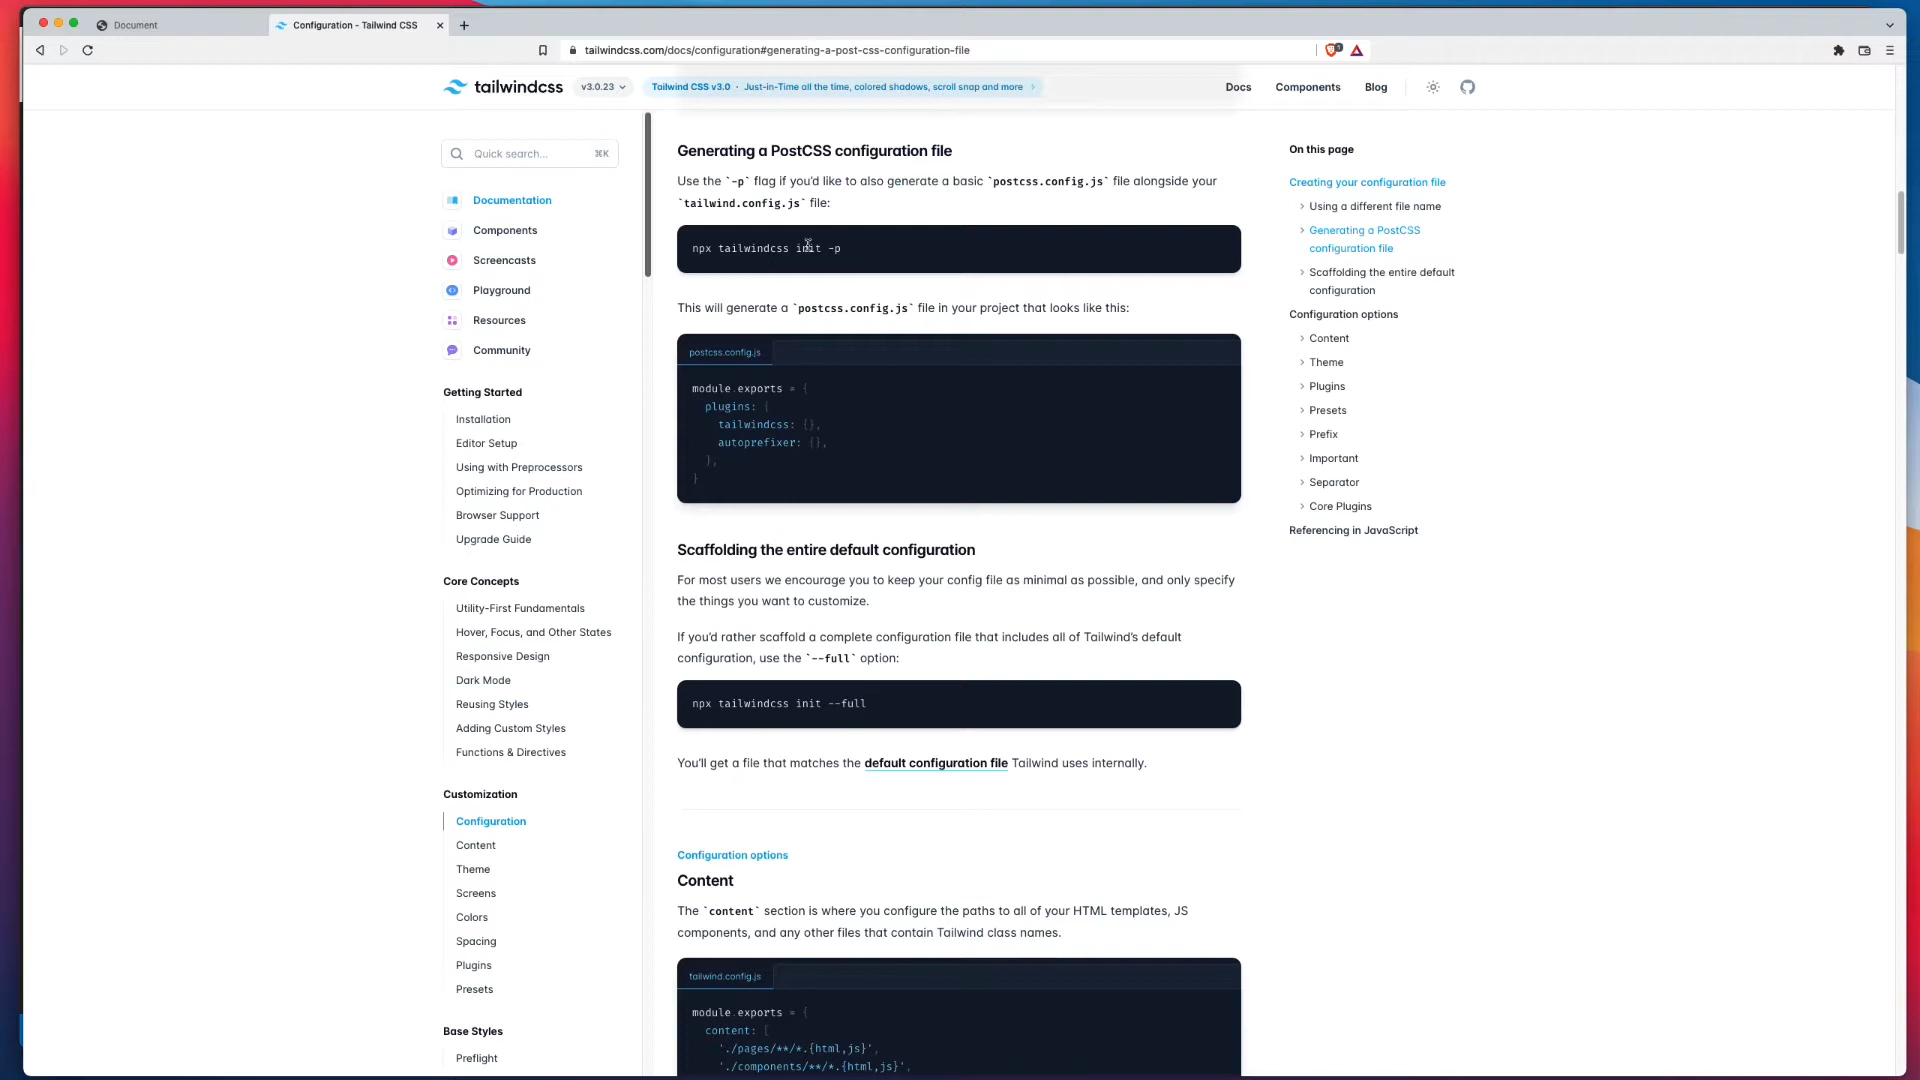 Document
Configuration - Tailwind CSS
tailwindcss.com/docs/configuration#generating-a-post-css-configuration-file
1
tailwindcss
v3.0.23
Tailwind CSS v3.0 · Just-in-Time all the time, colored shadows, scroll snap and more
Docs
Components
Blog
Quick search...
⌘K
Documentation
Components
Screencasts
Playground
Resources
Community
Getting Started
Installation
Editor Setup
Using with Preprocessors
Optimizing for Production
Browser Support
Upgrade Guide
Core Concepts
Utility-First Fundamentals
Hover, Focus, and Other States
Responsive Design
Dark Mode
Reusing Styles
Adding Custom Styles
Functions & Directives
Customization
Configuration
Content
Theme
Screens
Colors
Spacing
Plugins
Presets
Base Styles
Preflight
Generating a PostCSS configuration file
Use the `-p` flag if you'd like to also generate a basic `postcss.config.js` file alongside your
`tailwind.config.js` file:
npx tailwindcss init -p
This will generate a `postcss.config.js` file in your project that looks like this:
postcss.config.js
module.exports = {
plugins: {
tailwindcss: {},
autoprefixer: {},
},
}
Scaffolding the entire default configuration
For most users we encourage you to keep your config file as minimal as possible, and only specify
the things you want to customize.
If you'd rather scaffold a complete configuration file that includes all of Tailwind's default
configuration, use the `--full` option:
npx tailwindcss init --full
You'll get a file that matches the default configuration file Tailwind uses internally.
Configuration options
Content
The `content` section is where you configure the paths to all of your HTML templates, JS
components, and any other files that contain Tailwind class names.
tailwind.config.js
module.exports = {
content: [
'./pages/**/*.{html,js}',
'./components/**/*.{html,js}',
On this page
Creating your configuration file
Using a different file name
Generating a PostCSS
configuration file
Scaffolding the entire default
configuration
Configuration options
Content
Theme
Plugins
Presets
Prefix
Important
Separator
Core Plugins
Referencing in JavaScript